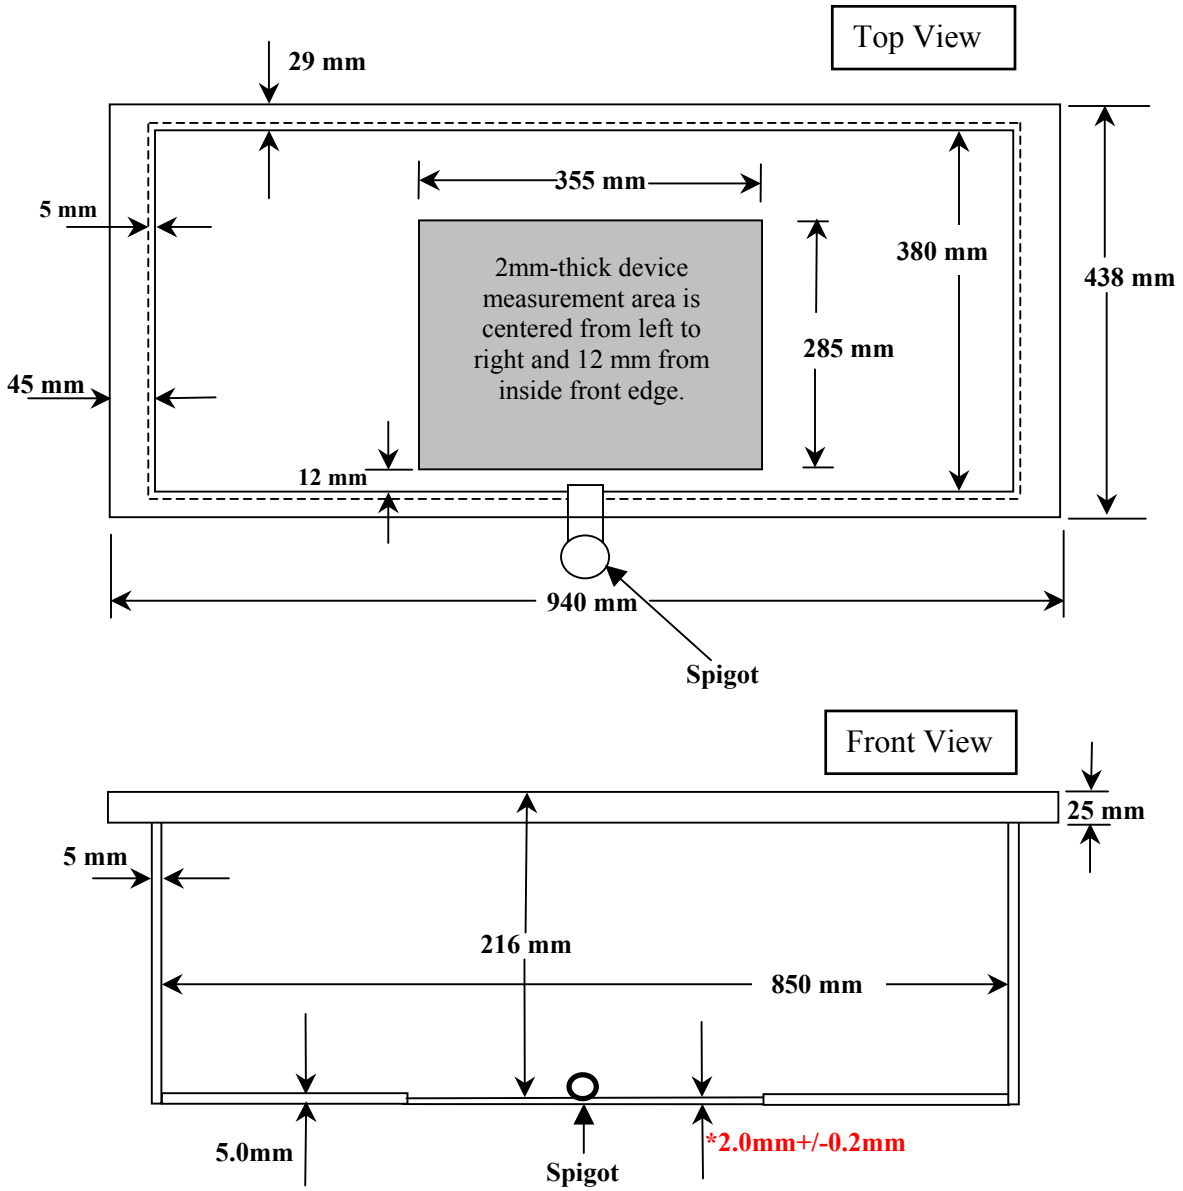 Top View
29 mm
355 mm
5 mm
2mm-thick device
measurement area is
centered from left to
right and 12 mm from
inside front edge.
380 mm
438 mm
285 mm
45 mm
12 mm
940 mm
Spigot
Front View
25 mm
5 mm
216 mm
850 mm
5.0mm
*2.0mm+/-0.2mm
Spigot